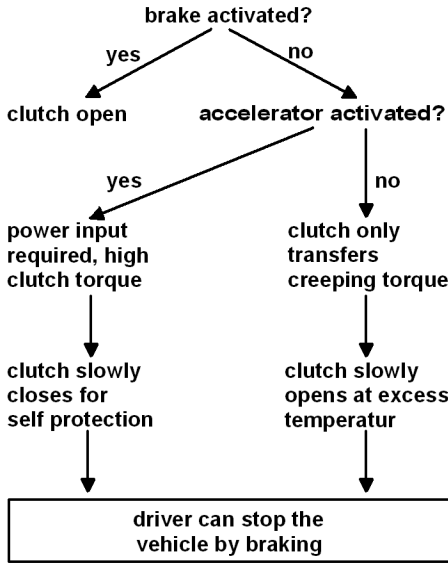 brake activated?
yes
no
clutch open
accelerator activated?
yes
no
power input
required, high
clutch torque
clutch only
transfers
creeping torque
clutch slowly
closes for
self protection
clutch slowly
opens at excess
temperatur
driver can stop the
vehicle by braking